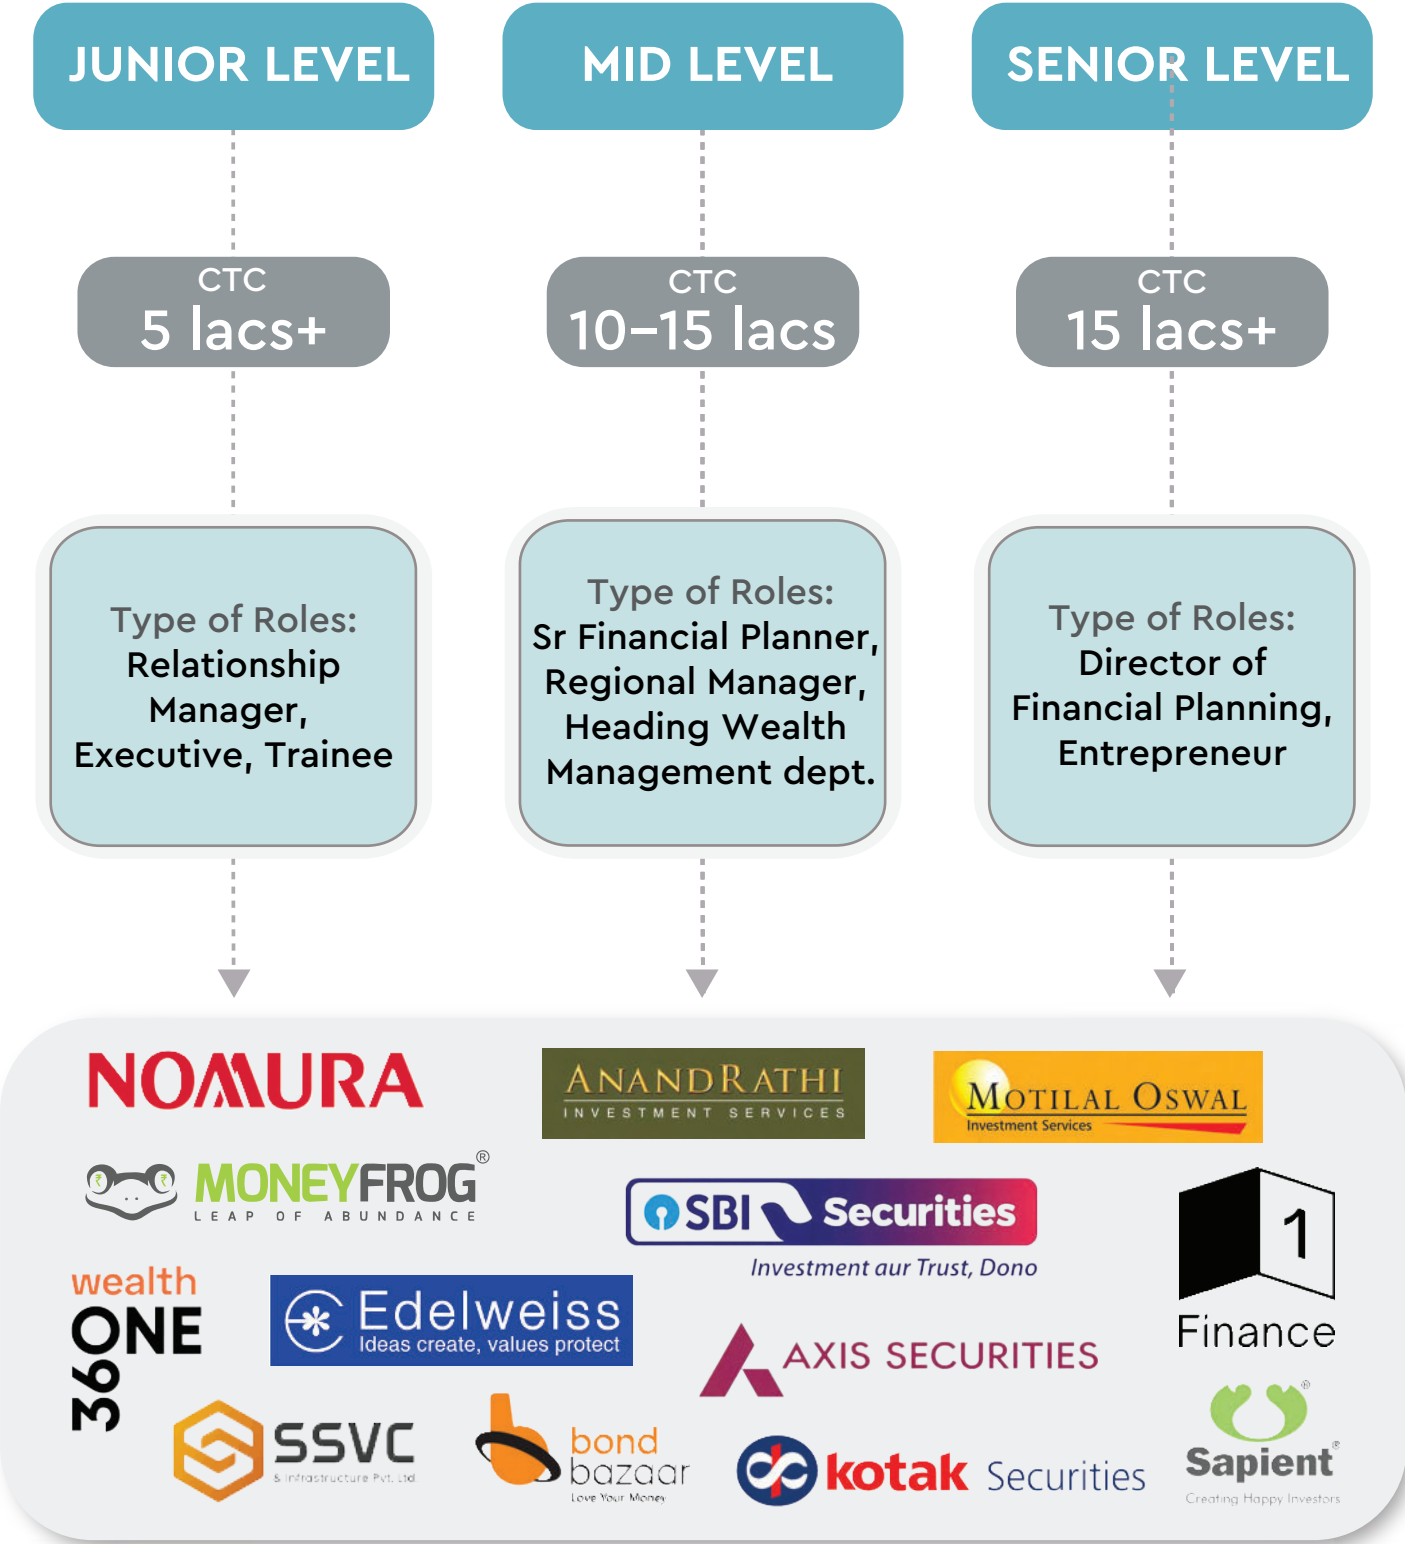 JUNIOR LEVEL
MID LEVEL
SENIOR LEVEL
CTC
5 lacs+
CTC
10–15 lacs
CTC
15 lacs+
Type of Roles:
Relationship
Manager,
Executive, Trainee
Type of Roles:
Sr Financial Planner,
Regional Manager,
Heading Wealth
Management dept.
Type of Roles:
Director of
Financial Planning,
Entrepreneur
NOMURA
ANANDRATHI
INVESTMENT SERVICES
MOTILAL OSWAL
Investment Services
MONEYFROG®
LEAP OF ABUNDANCE
SBI Securities
Investment aur Trust, Dono
1
Finance
wealth
360 ONE
Edelweiss
Ideas create, values protect
AXIS SECURITIES
SSVC
& Infrastructure Pvt. Ltd
bond
bazaar
Love Your Money
kotak Securities
®
Sapient®
Creating Happy Investors